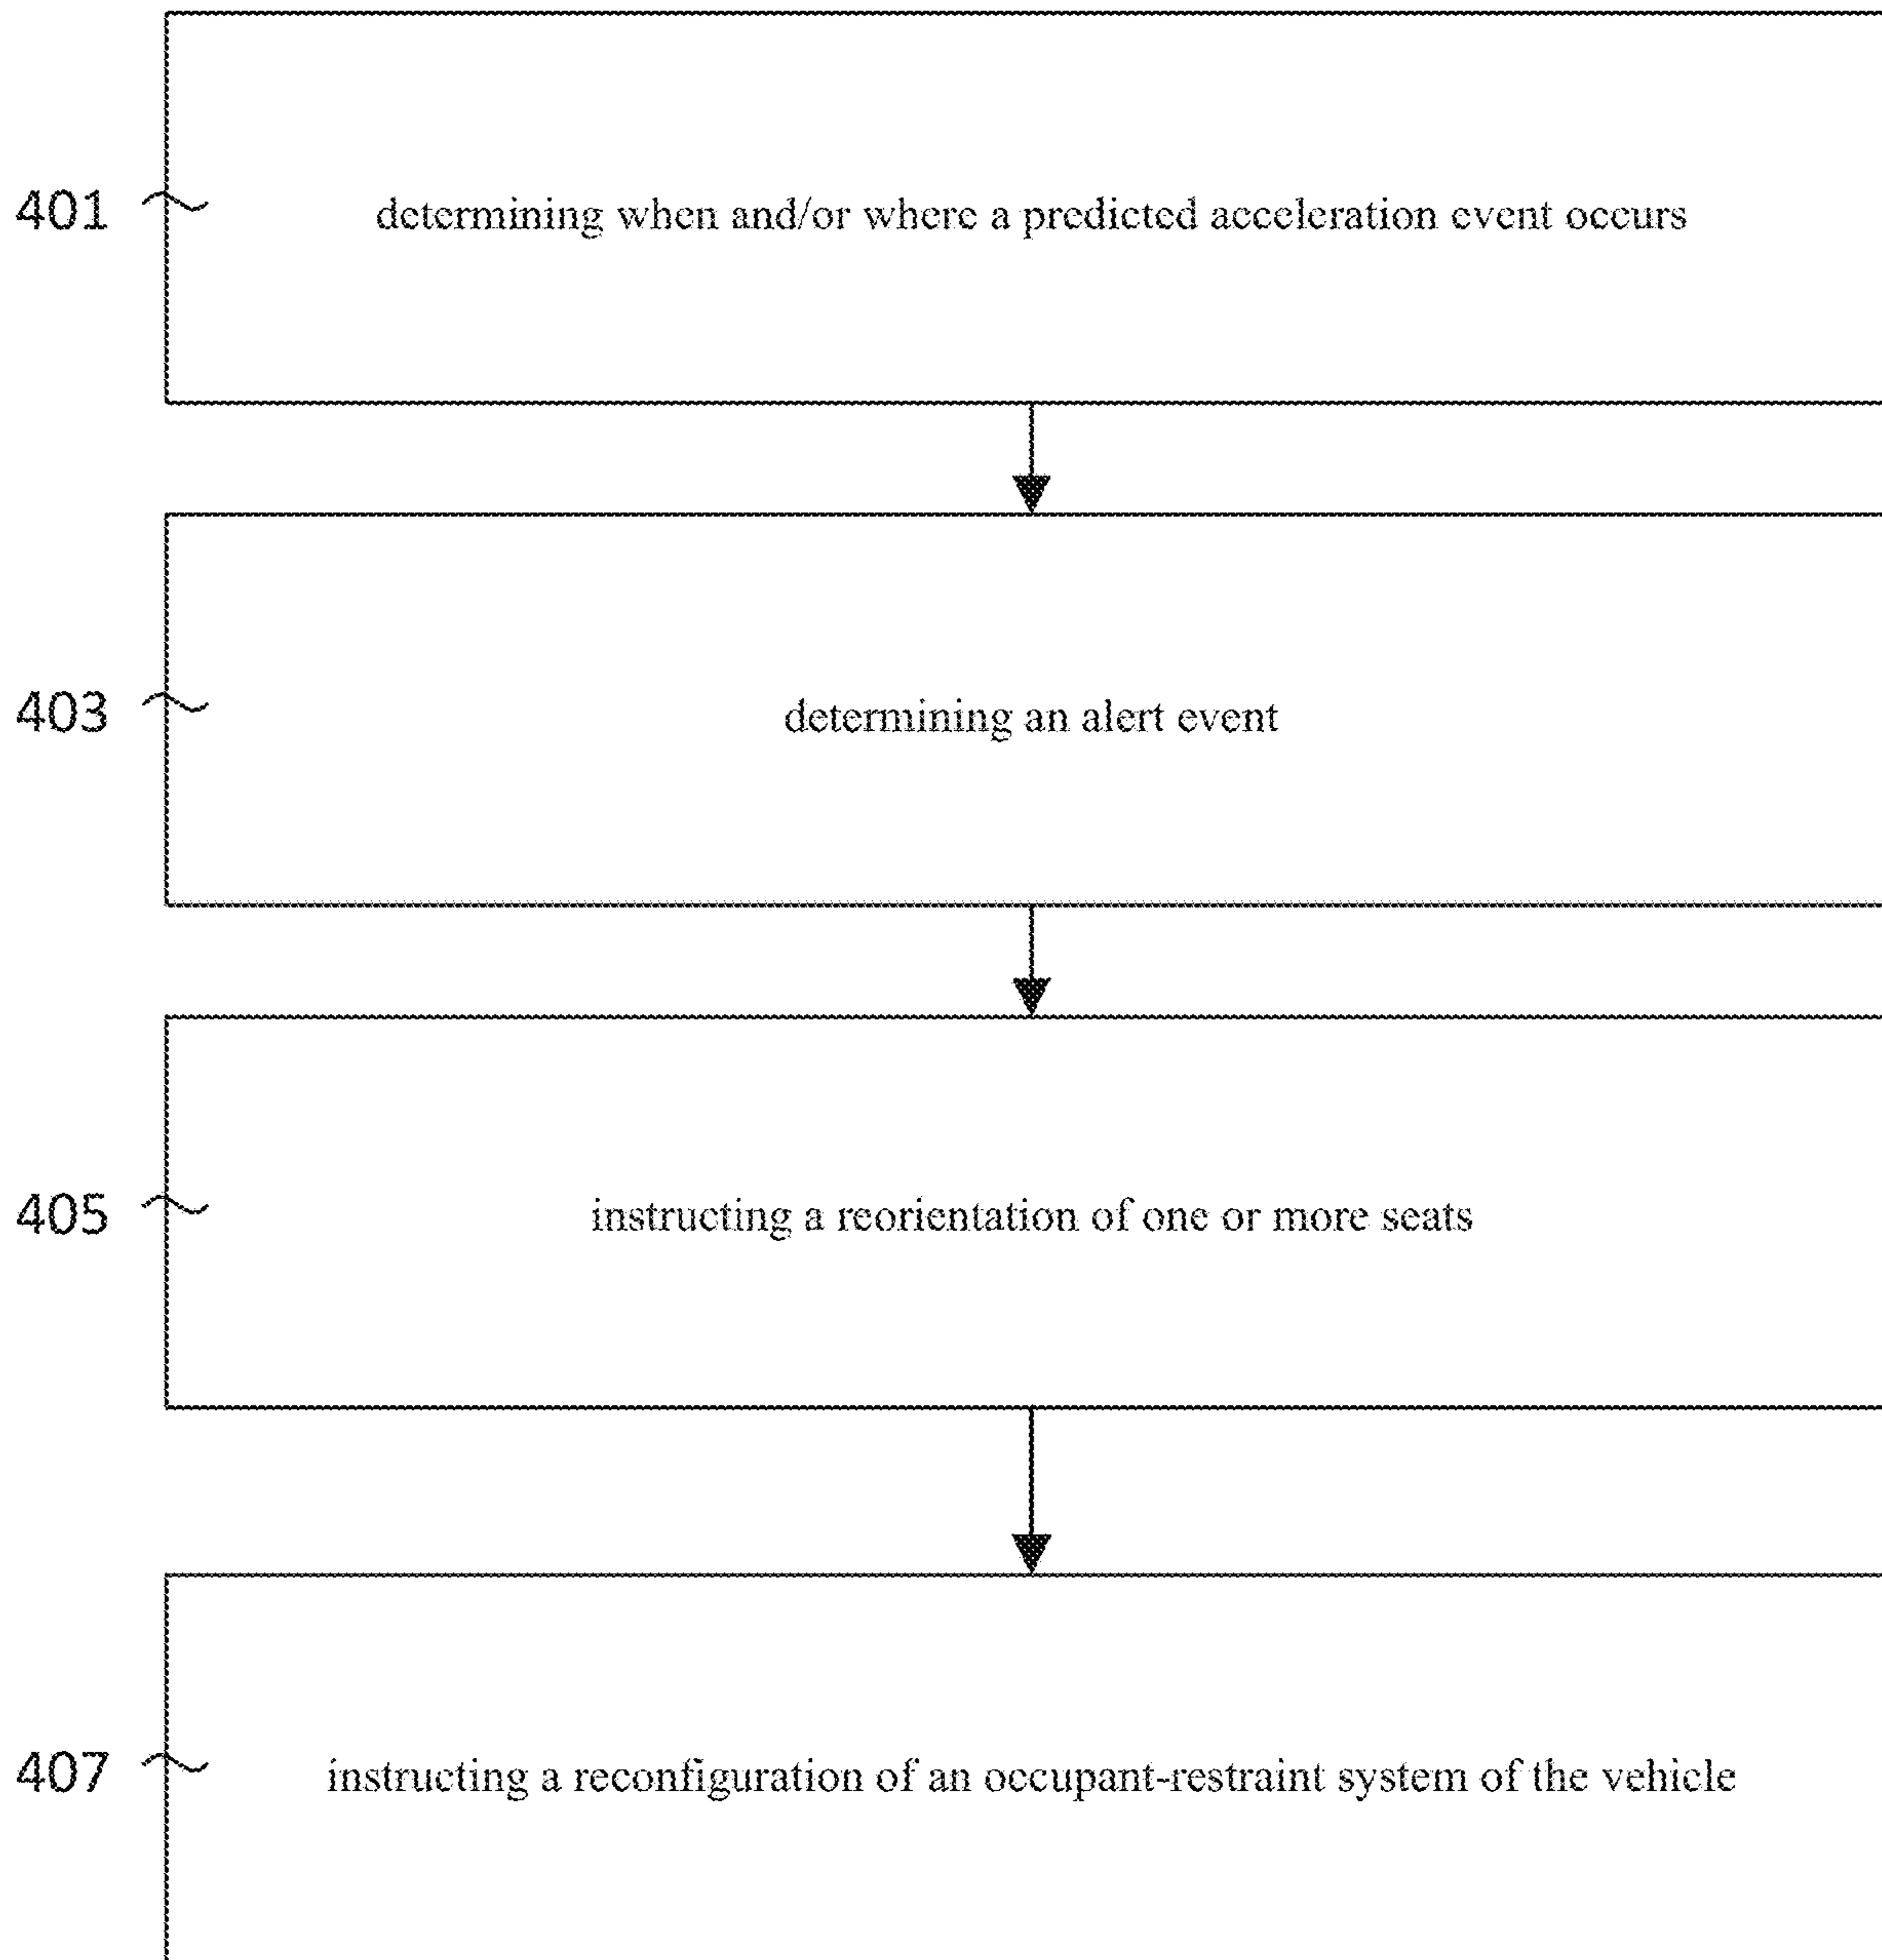 401 determining when and/or where a predicted acceleration event occurs
403 determining an alert event
405 instructing a reorientation of one or more seats
407 instructing a reconfiguration of an occupant-restraint system of the vehicle